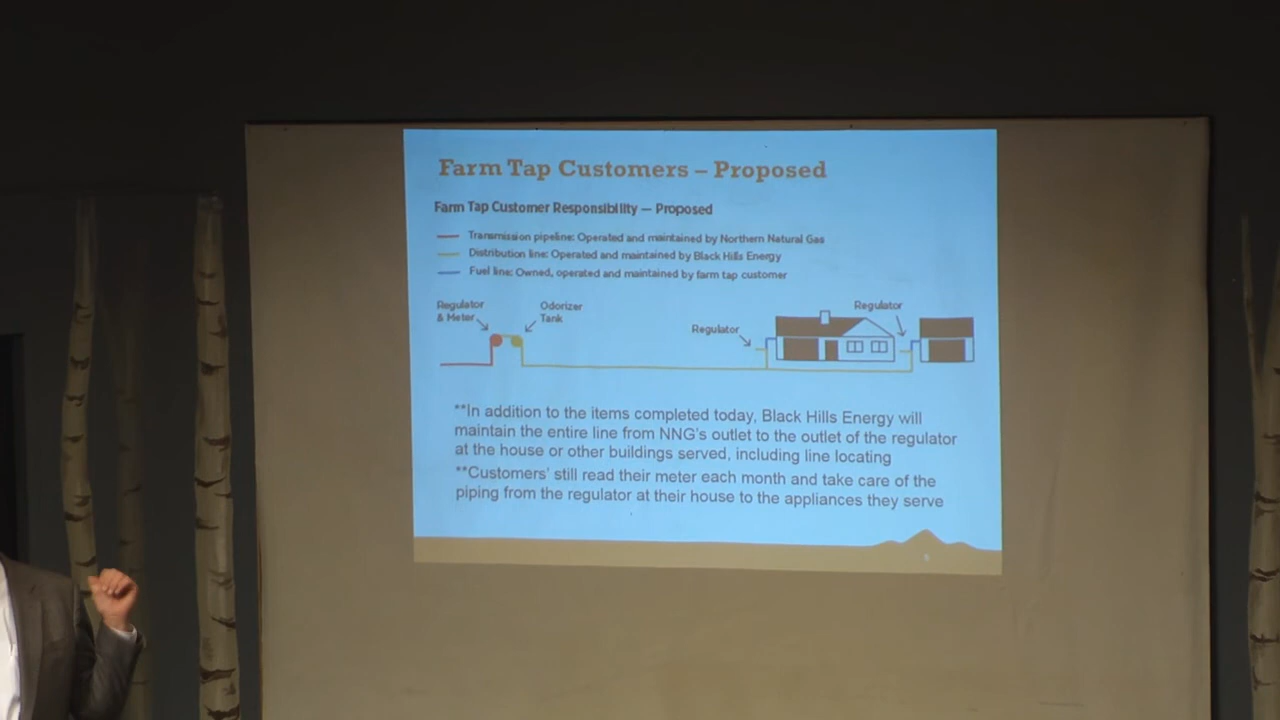 Farm Tap Customers – Proposed
Farm Tap Customer Responsibility — Proposed
Transmission pipeline: Operated and maintained by Northern Natural Gas
Distribution line: Operated and maintained by Black Hills Energy
Fuel line: Owned, operated and maintained by farm tap customer
Regulator
& Meter
Odorizer
Tank
Regulator
Regulator
**In addition to the items completed today, Black Hills Energy will
maintain the entire line from NNG's outlet to the outlet of the regulator
at the house or other buildings served, including line locating
**Customers' still read their meter each month and take care of the
piping from the regulator at their house to the appliances they serve